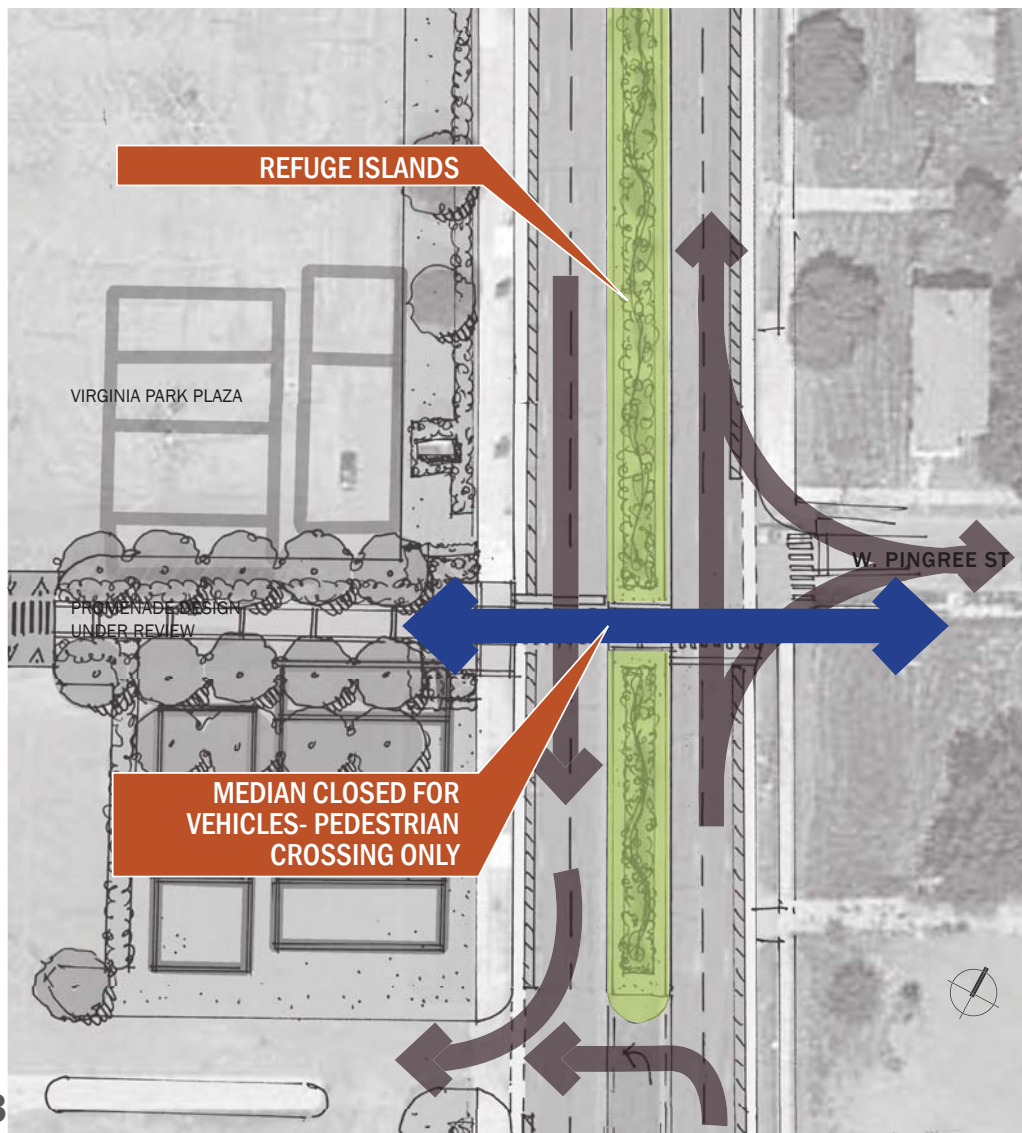 REFUGE ISLANDS
VIRGINIA PARK PLAZA
W. PINGREE ST
PROMENADE DESIGN
UNDER REVIEW
MEDIAN CLOSED FOR
VEHICLES- PEDESTRIAN
CROSSING ONLY